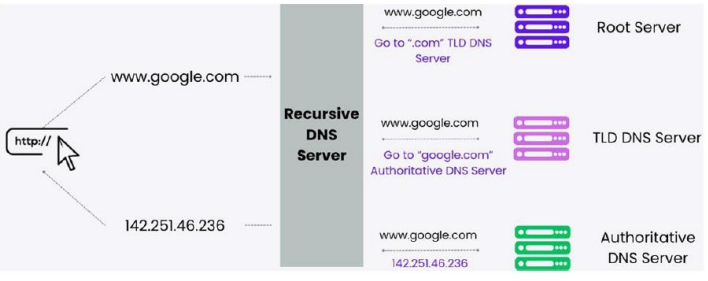 www.google.com
http://
142.251.46.236
Recursive
DNS
Server
www.google.com
Go to ".com" TLD DNS
Server
Root Server
www.google.com
Go to "google.com"
Authoritative DNS Server
TLD DNS Server
www.google.com
142.251.46.236
Authoritative
DNS Server